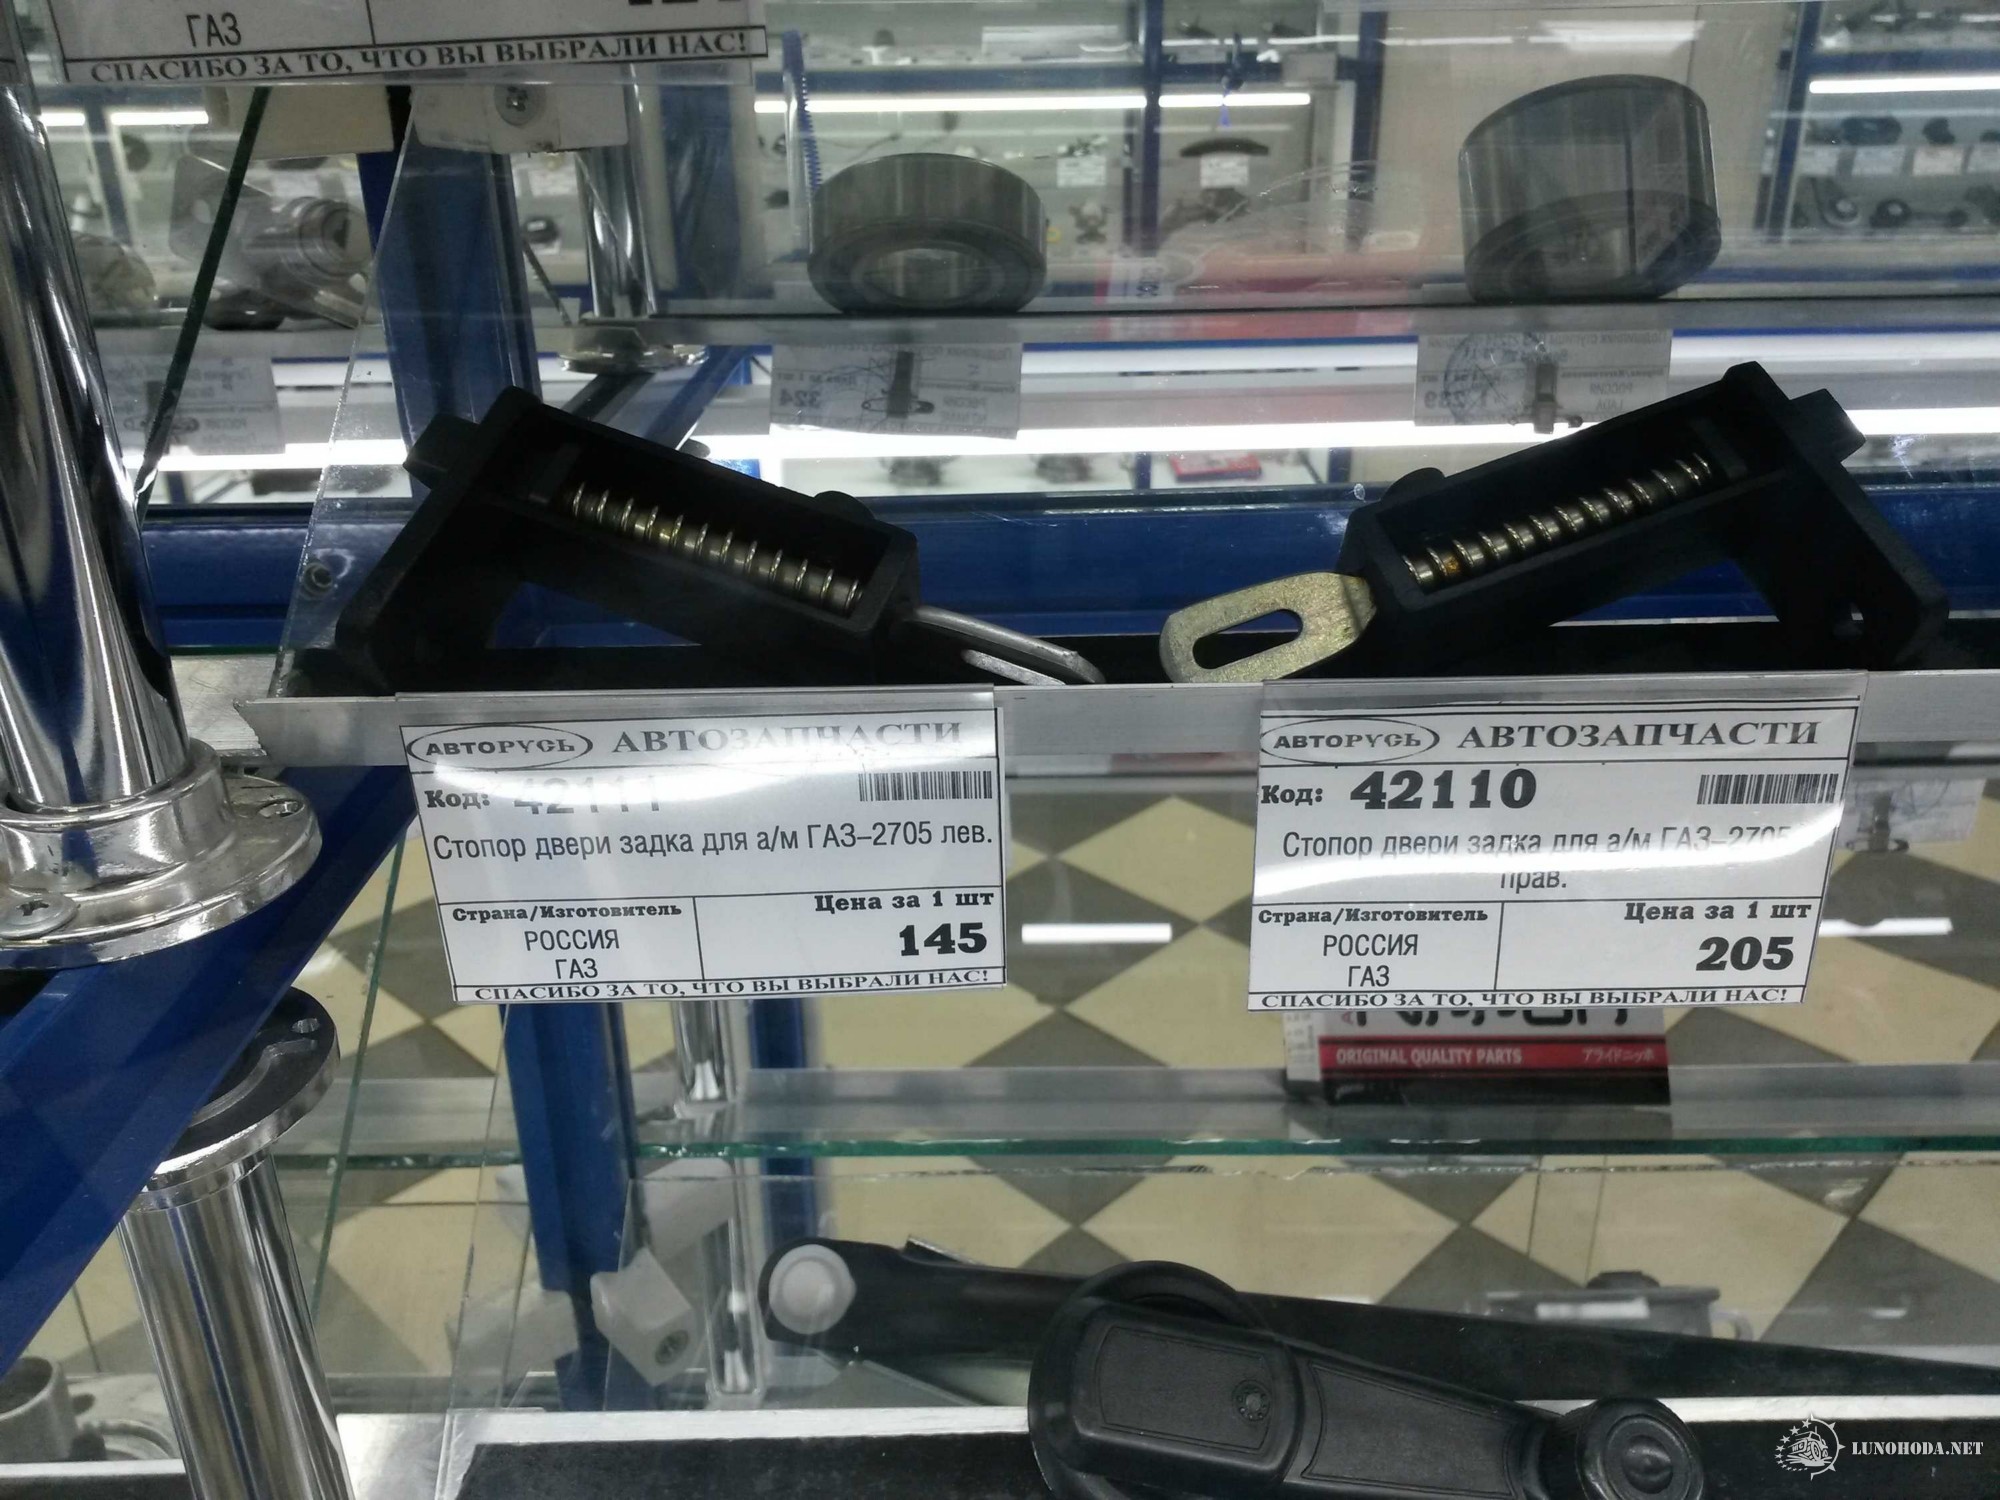 ГАЗ
СПАСИБО ЗА ТО, ЧТО ВЫ ВЫБРАЛИ НАС!
АВТОРУСЬ АВТОЗАПЧАСТИ
Код: 42111
Стопор двери задка для а/м ГАЗ-2705 лев.
Страна/Изготовитель
РОССИЯ
ГАЗ
Цена за 1 шт
145
СПАСИБО ЗА ТО, ЧТО ВЫ ВЫБРАЛИ НАС!
АВТОРУСЬ АВТОЗАПЧАСТИ
Код: 42110
Стопор двери задка для а/м ГАЗ-2705
прав.
Страна/Изготовитель
РОССИЯ
ГАЗ
Цена за 1 шт
205
СПАСИБО ЗА ТО, ЧТО ВЫ ВЫБРАЛИ НАС!
ORIGINAL QUALITY PARTS
LUNOHODA.NET